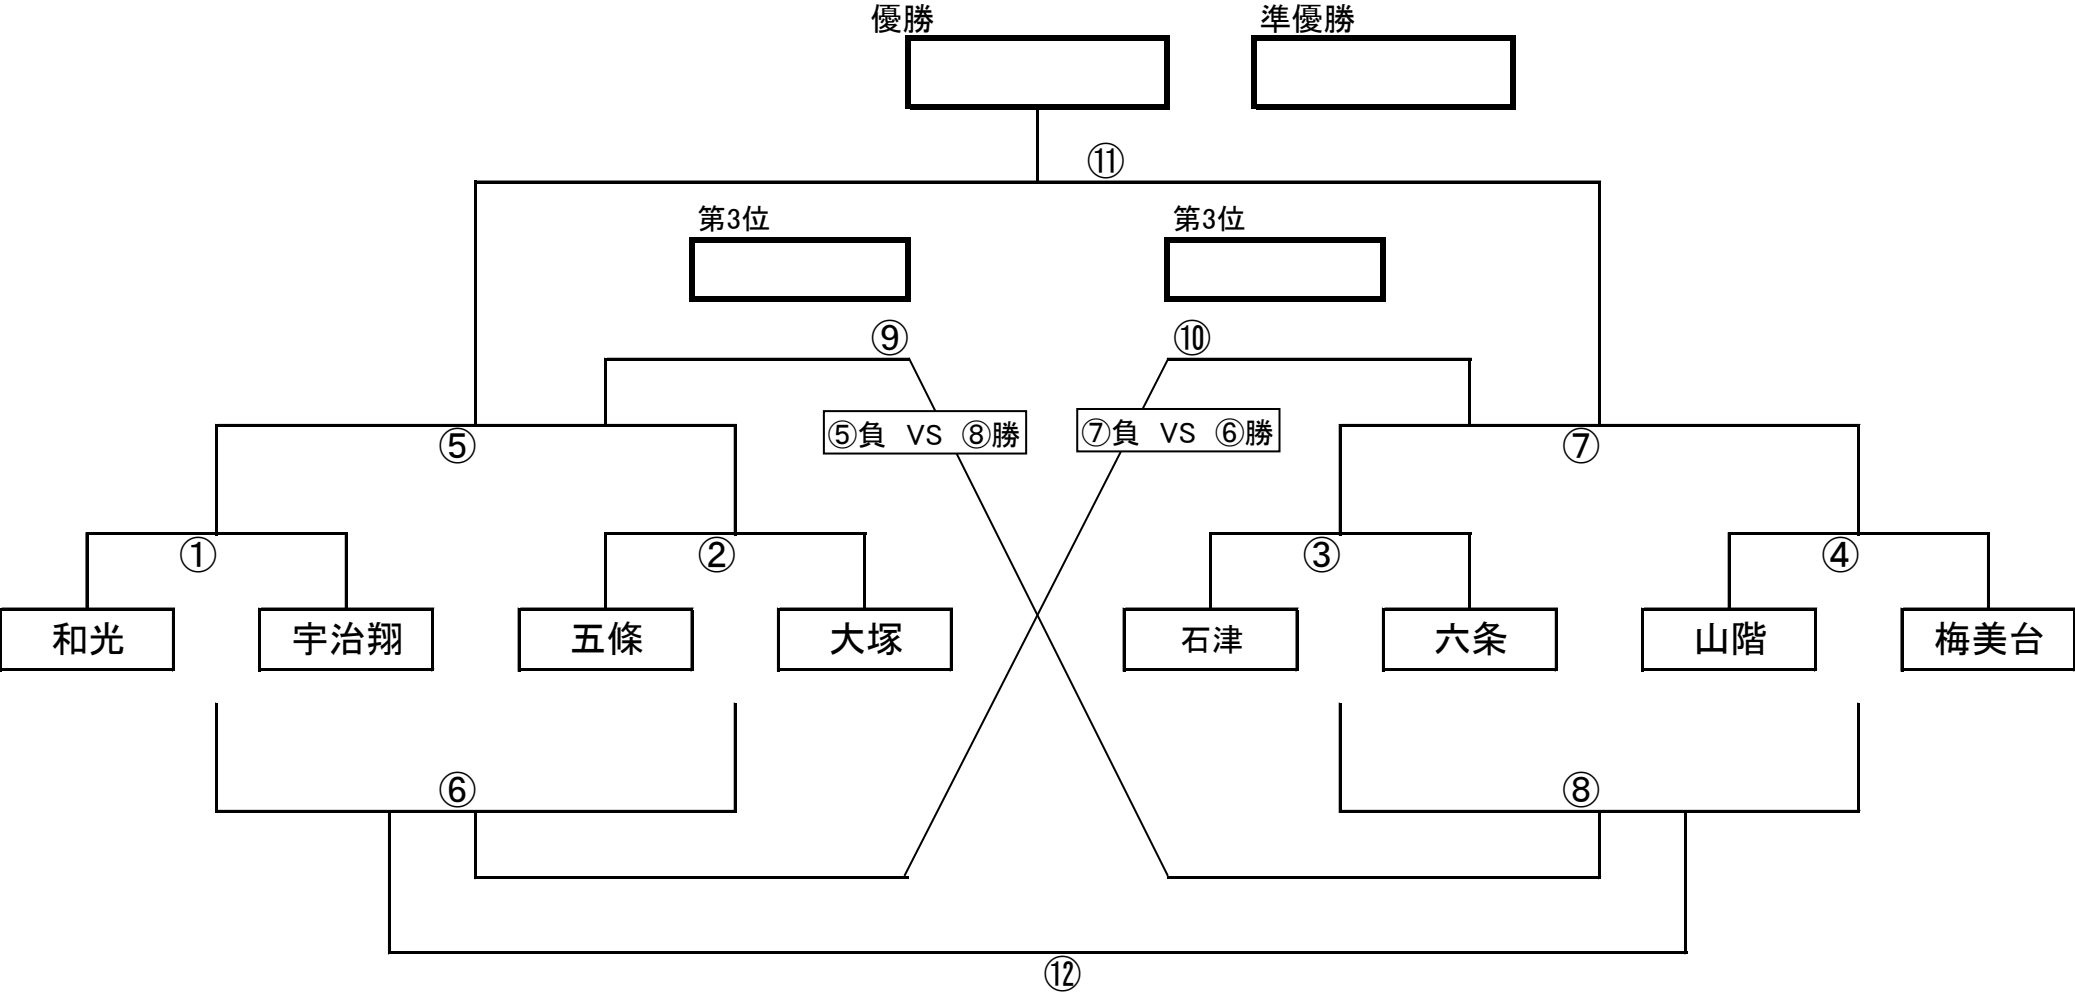 優勝 準優勝
⑪
第3位 第3位
⑨ ⑩
⑤負 VS ⑧勝 ⑦負 VS ⑥勝
⑤ ⑦
① ② ③ ④
和光 宇治翔 五條 大塚 石津 六条 山階 梅美台
⑥ ⑧
⑫